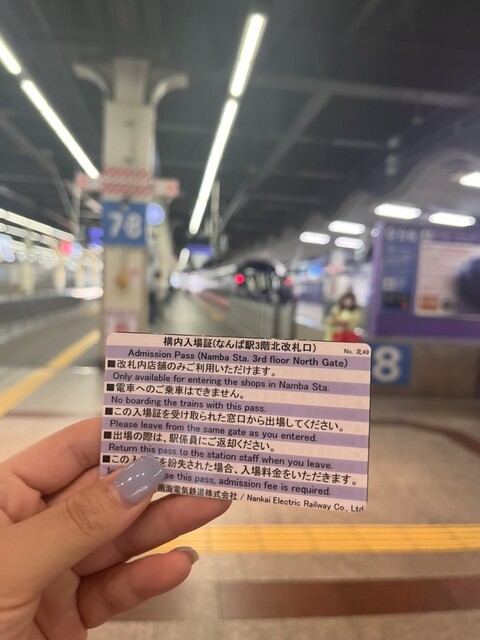 78
構内入場証(なんば駅3階北改札口)
No. 北49
Admission Pass (Namba Sta. 3rd floor North Gate)
■改札内店舗のみご利用いただけます。
Only available for entering the shops in Namba Sta.
■電車へのご乗車はできません。
No boarding the trains with this pass.
■この入場証を受け取られた窓口から出場してください。
Please leave from the same gate as you entered.
■出場の際は、駅係員にご返却ください。
Return this pass to the station staff when you leave.
■この入 を紛失された場合、入場料金をいただきます。
se this pass, admission fee is required.
南海電気鉄道株式会社 / Nankai Electric Railway Co., Ltd
8